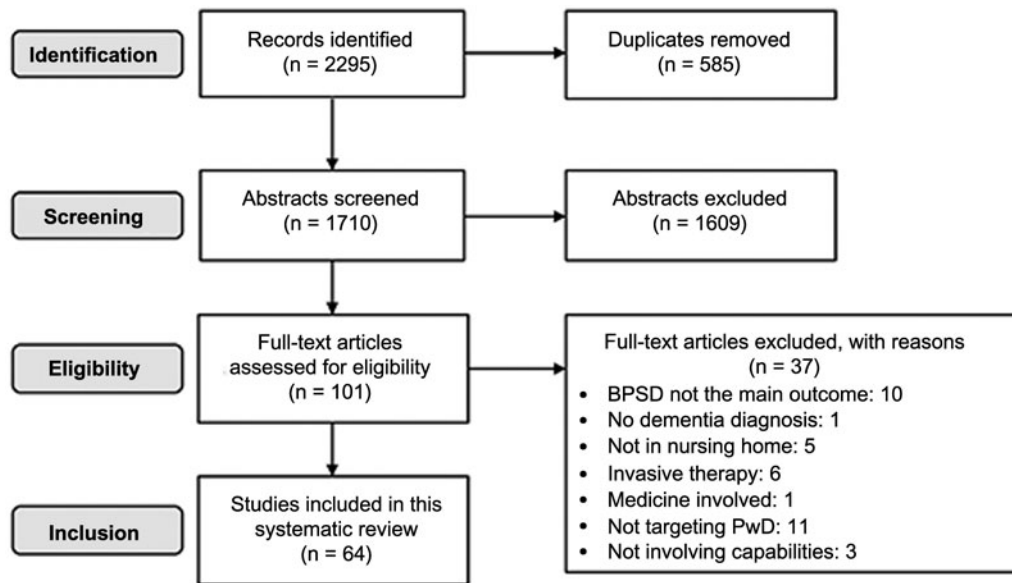 Identification
Records identified
(n = 2295)
Duplicates removed
(n = 585)
Screening
Abstracts screened
(n = 1710)
Abstracts excluded
(n = 1609)
Eligibility
Full-text articles
assessed for eligibility
(n = 101)
Full-text articles excluded, with reasons
(n = 37)
• BPSD not the main outcome: 10
• No dementia diagnosis: 1
• Not in nursing home: 5
• Invasive therapy: 6
• Medicine involved: 1
• Not targeting PwD: 11
• Not involving capabilities: 3
Inclusion
Studies included in this
systematic review
(n = 64)